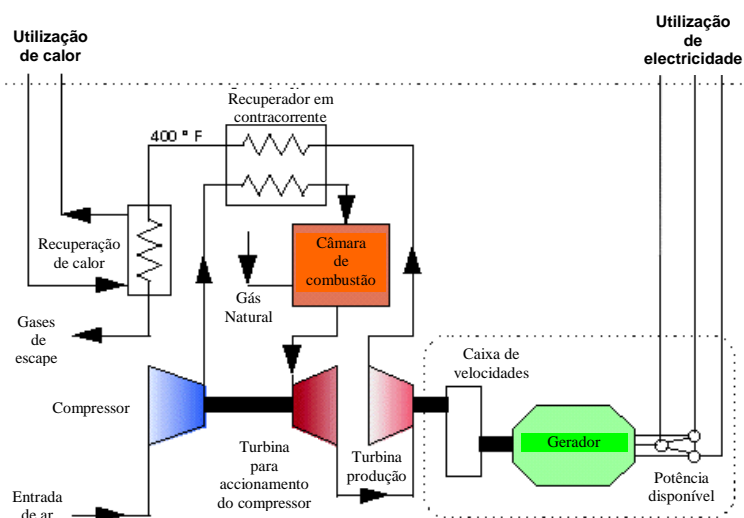 Utilização
de calor
Utilização
de
electricidade
Recuperador em
contracorrente
400 ° F
Recuperação
de calor
Câmara
de
combustão
Gás
Natural
Gases
de
escape
Caixa de
velocidades
Compressor
Gerador
Turbina
para
accionamento
do compressor
Turbina
produção
Potência
disponível
Entrada
de ar